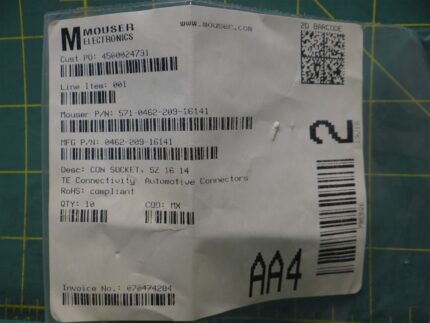 M MOUSER
ELECTRONICS
www.mouser.com
2D BARCODE
Cust PO: 4500024731
Line Item: 001
Mouser P/N: 571-0462-209-16141
MFG P/N: 0462-209-16141
Desc: CON SOCKET, SZ 16 14
TE Connectivity Automotive Connectors
RoHS: compliant
QTY: 10 COO: MX
2
AA4
Invoice No.: 070474284